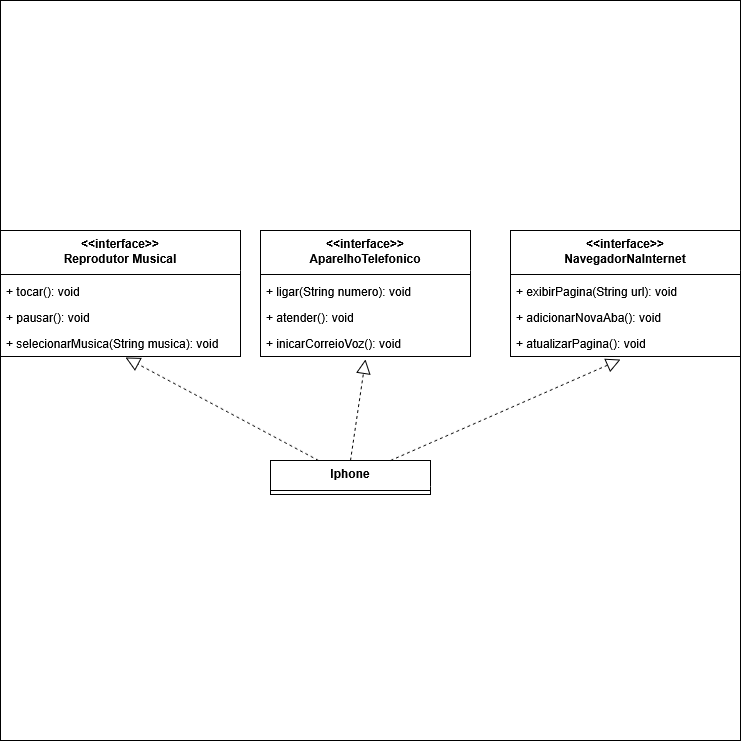 <<interface>>
Reprodutor Musical
+ tocar(): void
+ pausar(): void
+ selecionarMusica(String musica): void
<<interface>>
AparelhoTelefonico
+ ligar(String numero): void
+ atender(): void
+ inicarCorreioVoz(): void
<<interface>>
NavegadorNaInternet
+ exibirPagina(String url): void
+ adicionarNovaAba(): void
+ atualizarPagina(): void
Iphone